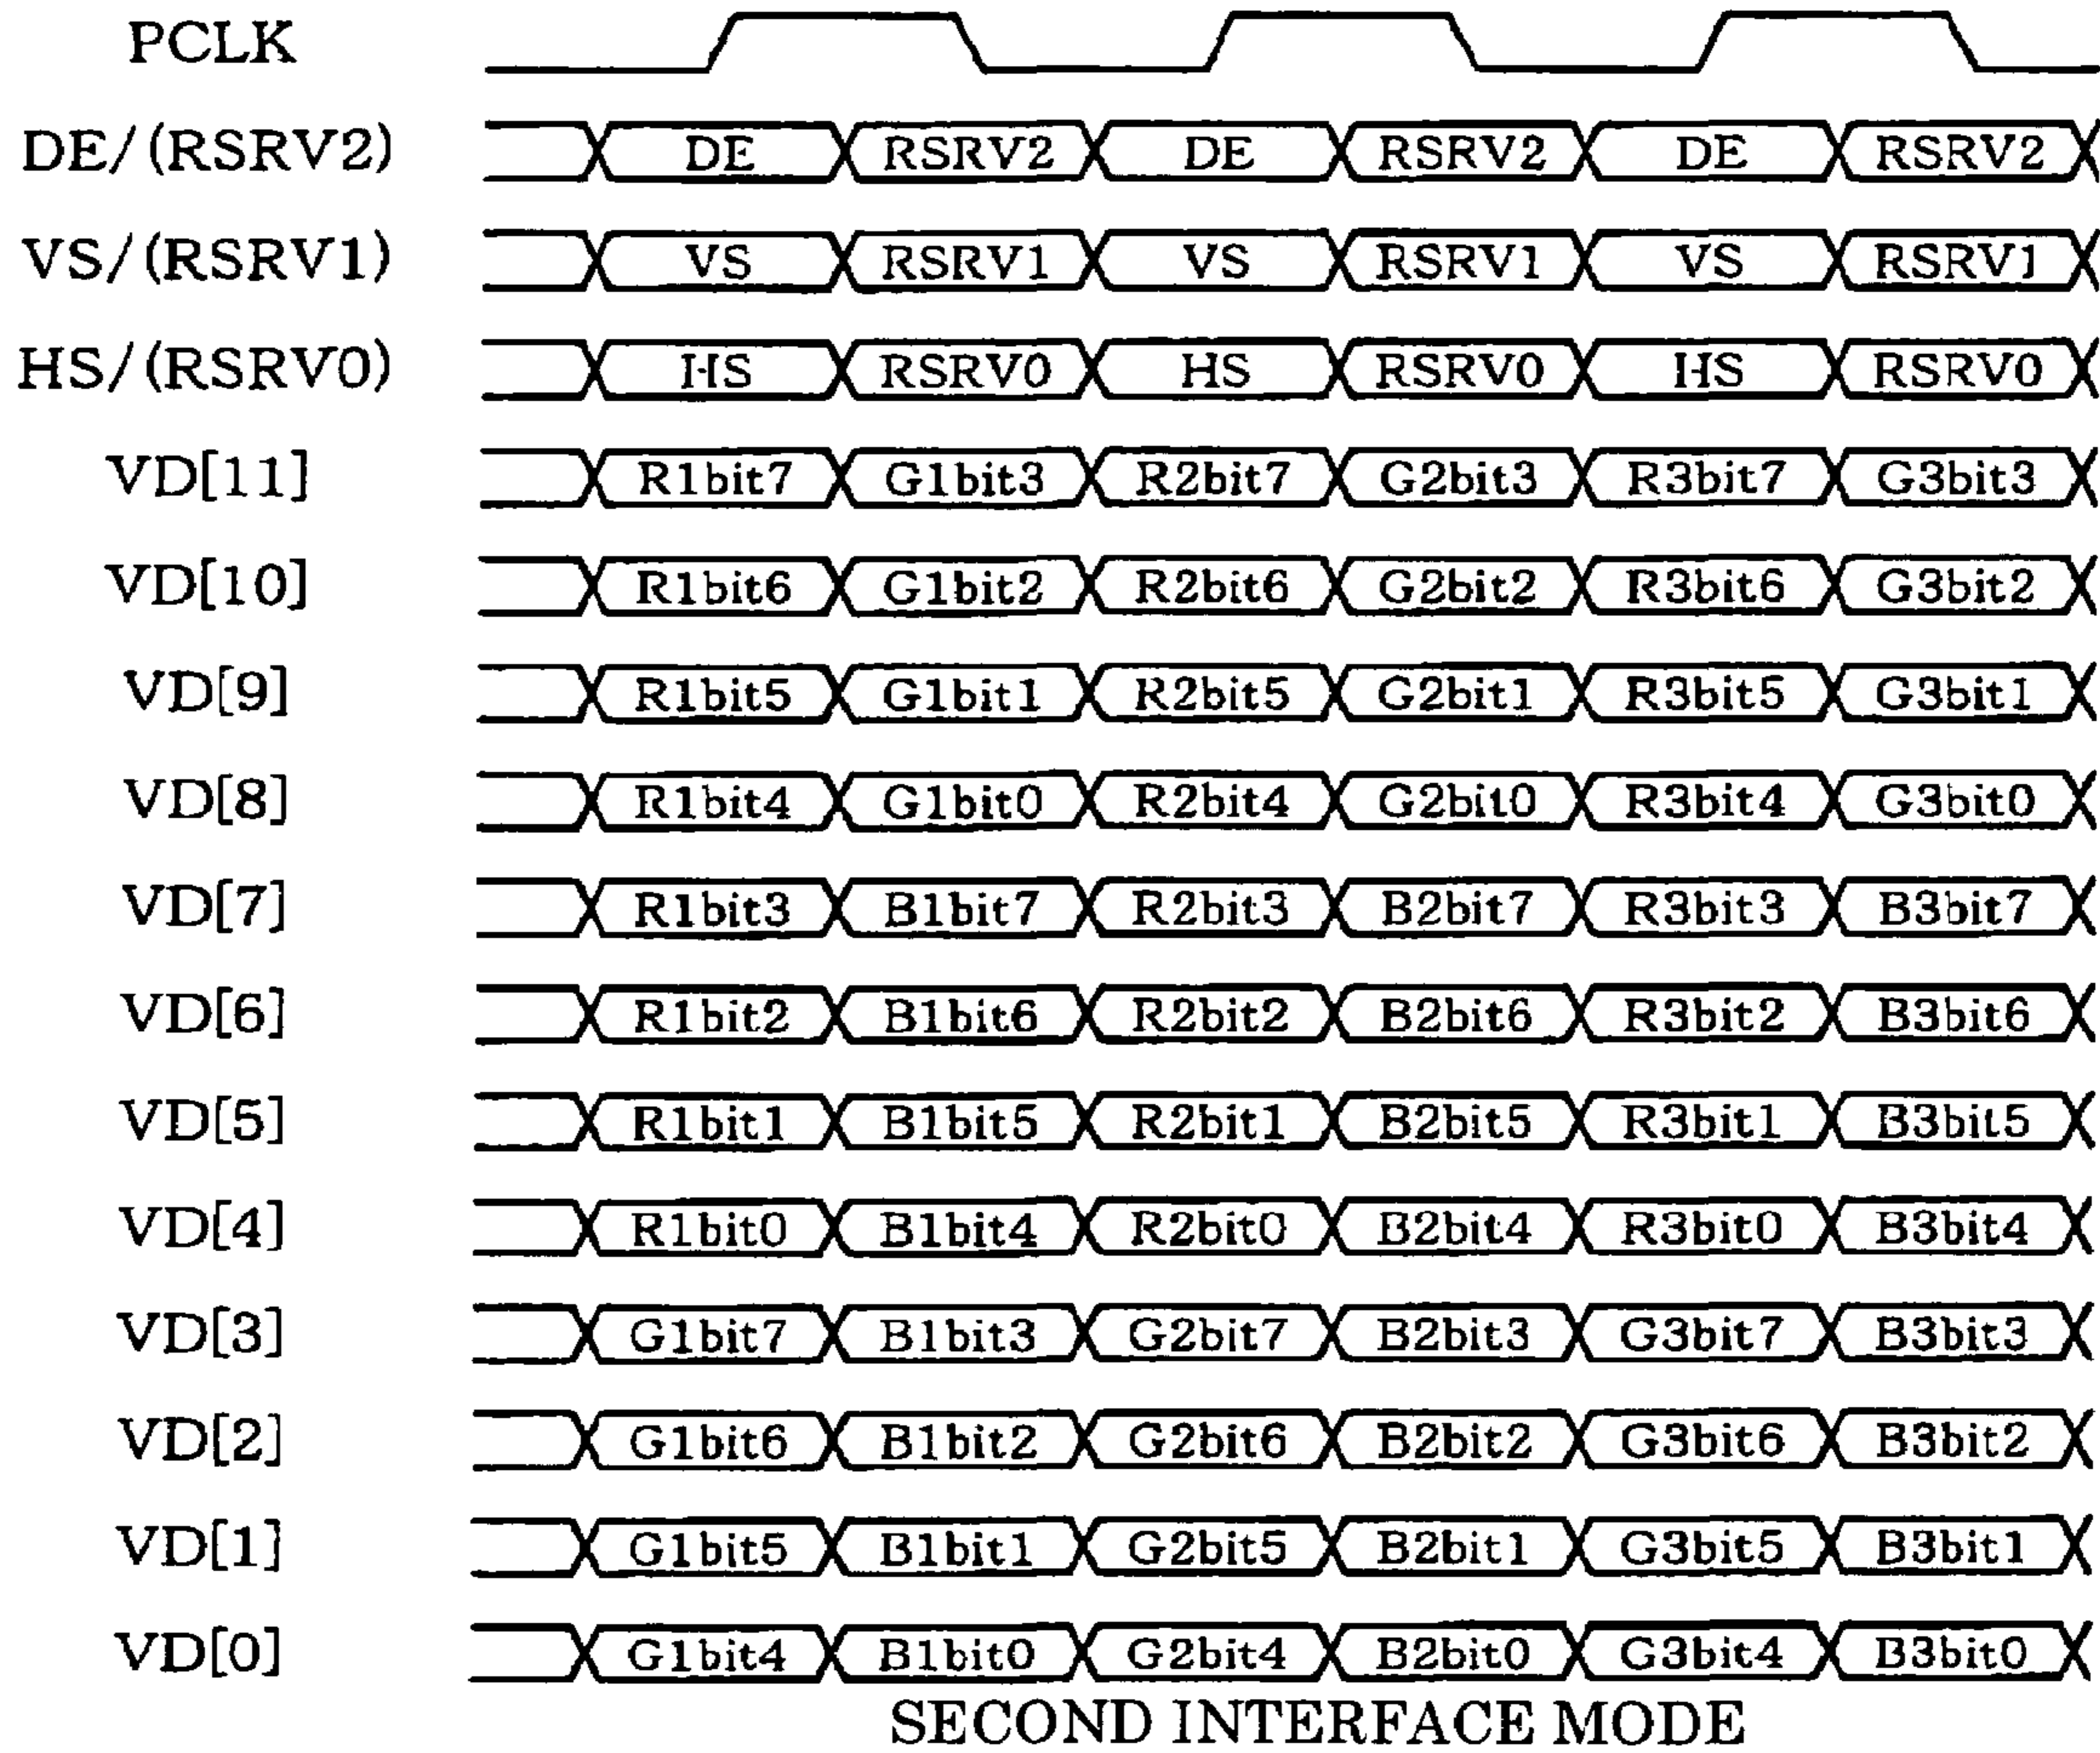 PCLK
DE/(RSRV2) DE RSRV2 DE RSRV2 DE RSRV2
VS/(RSRV1) VS RSRV1 VS RSRV1 VS RSRV1
HS/(RSRV0) HS RSRV0 HS RSRV0 HS RSRV0
VD[11] R1bit7 G1bit3 R2bit7 G2bit3 R3bit7 G3bit3
VD[10] R1bit6 G1bit2 R2bit6 G2bit2 R3bit6 G3bit2
VD[9] R1bit5 G1bit1 R2bit5 G2bit1 R3bit5 G3bit1
VD[8] R1bit4 G1bit0 R2bit4 G2bit0 R3bit4 G3bit0
VD[7] R1bit3 B1bit7 R2bit3 B2bit7 R3bit3 B3bit7
VD[6] R1bit2 B1bit6 R2bit2 B2bit6 R3bit2 B3bit6
VD[5] R1bit1 B1bit5 R2bit1 B2bit5 R3bit1 B3bit5
VD[4] R1bit0 B1bit4 R2bit0 B2bit4 R3bit0 B3bit4
VD[3] G1bit7 B1bit3 G2bit7 B2bit3 G3bit7 B3bit3
VD[2] G1bit6 B1bit2 G2bit6 B2bit2 G3bit6 B3bit2
VD[1] G1bit5 B1bit1 G2bit5 B2bit1 G3bit5 B3bit1
VD[0] G1bit4 B1bit0 G2bit4 B2bit0 G3bit4 B3bit0
SECOND INTERFACE MODE